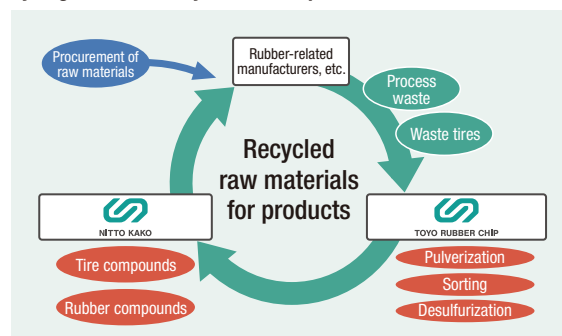 Procurement of
raw materials
Rubber-related
manufacturers, etc.
Process
waste
Waste tires
Recycled
raw materials
for products
NITTO KAKO
TOYO RUBBER CHIP
Tire compounds
Rubber compounds
Pulverization
Sorting
Desulfurization